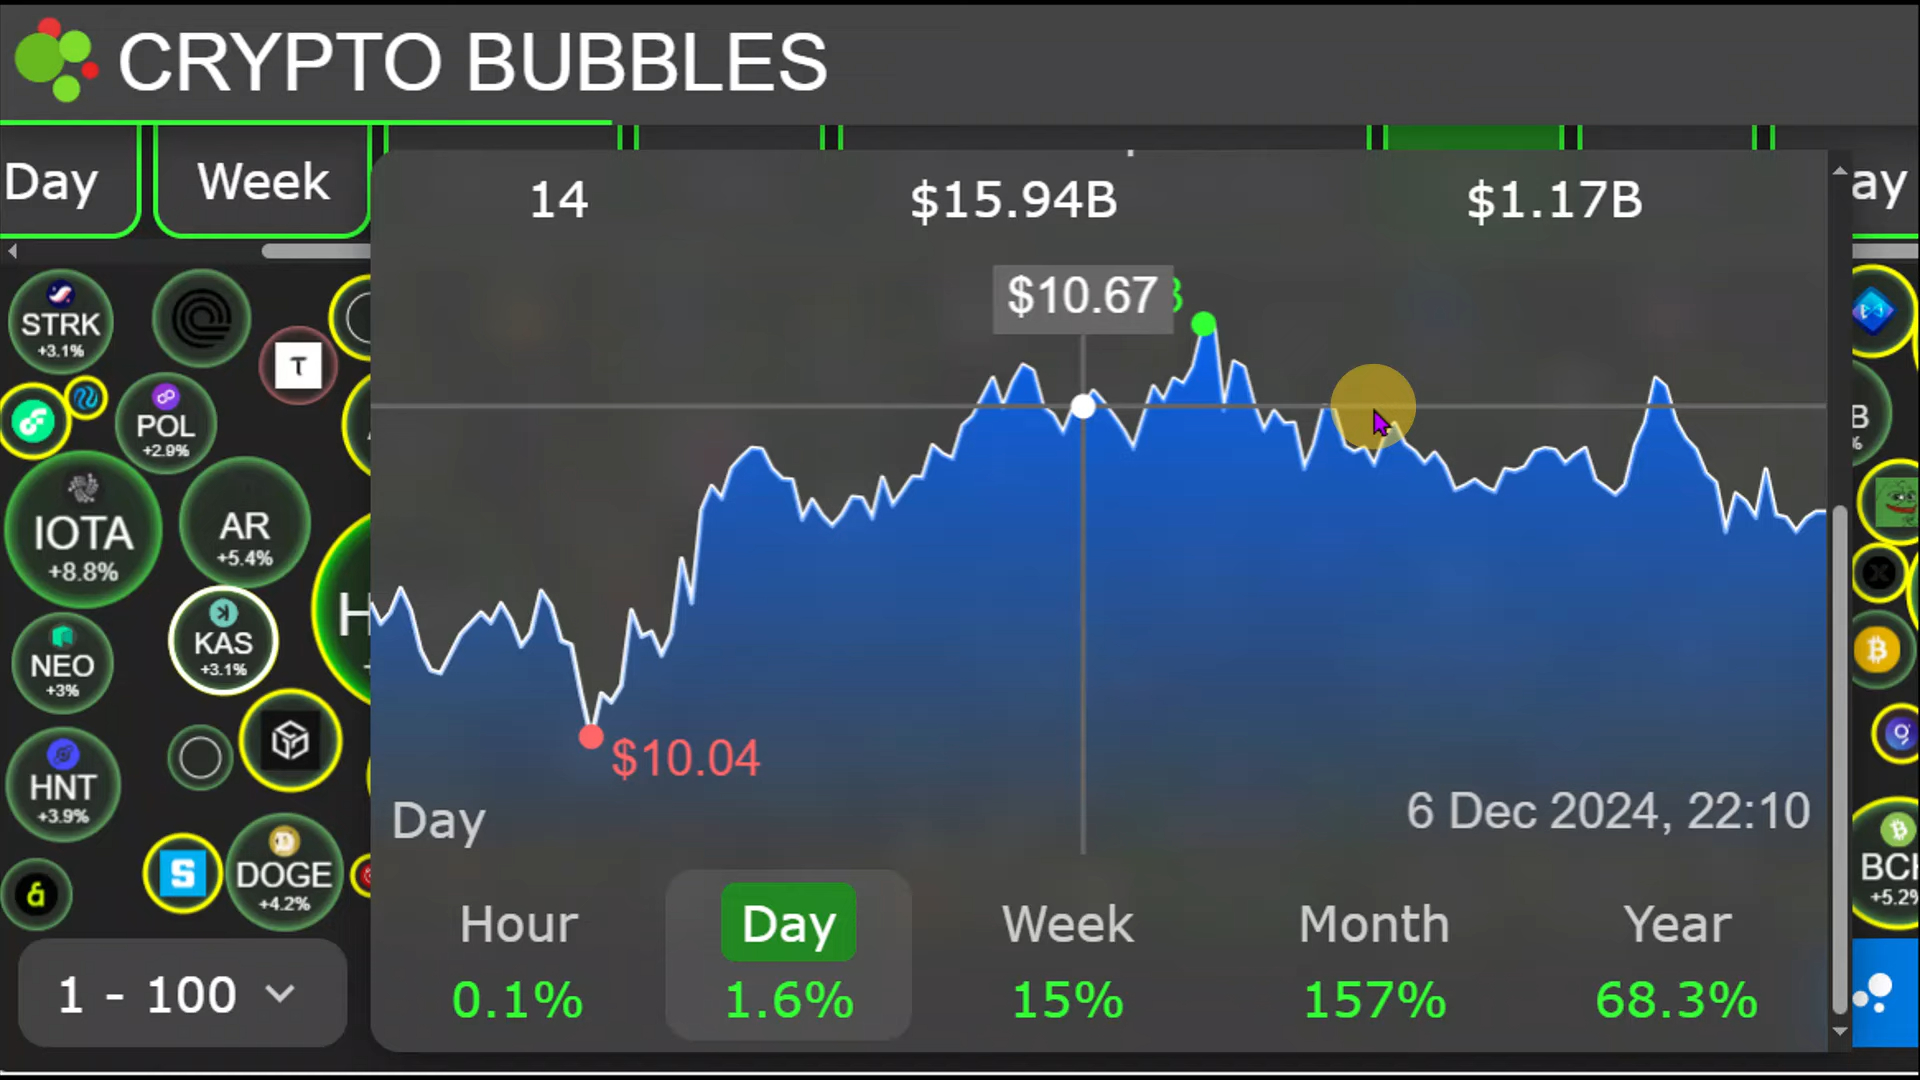 CRYPTO BUBBLES
Day
Week
ay
14
$15.94B
$1.17B
$10.67
STRK
+3.1%
T
POL
+2.9%
IOTA
+8.8%
AR
+5.4%
KAS
+3.1%
NEO
+3%
HNT
+3.9%
S
DOGE
+4.2%
BCH
+5.2%
$10.04
Day
6 Dec 2024, 22:10
Hour
Day
Week
Month
Year
0.1%
1.6%
15%
157%
68.3%
1 - 100